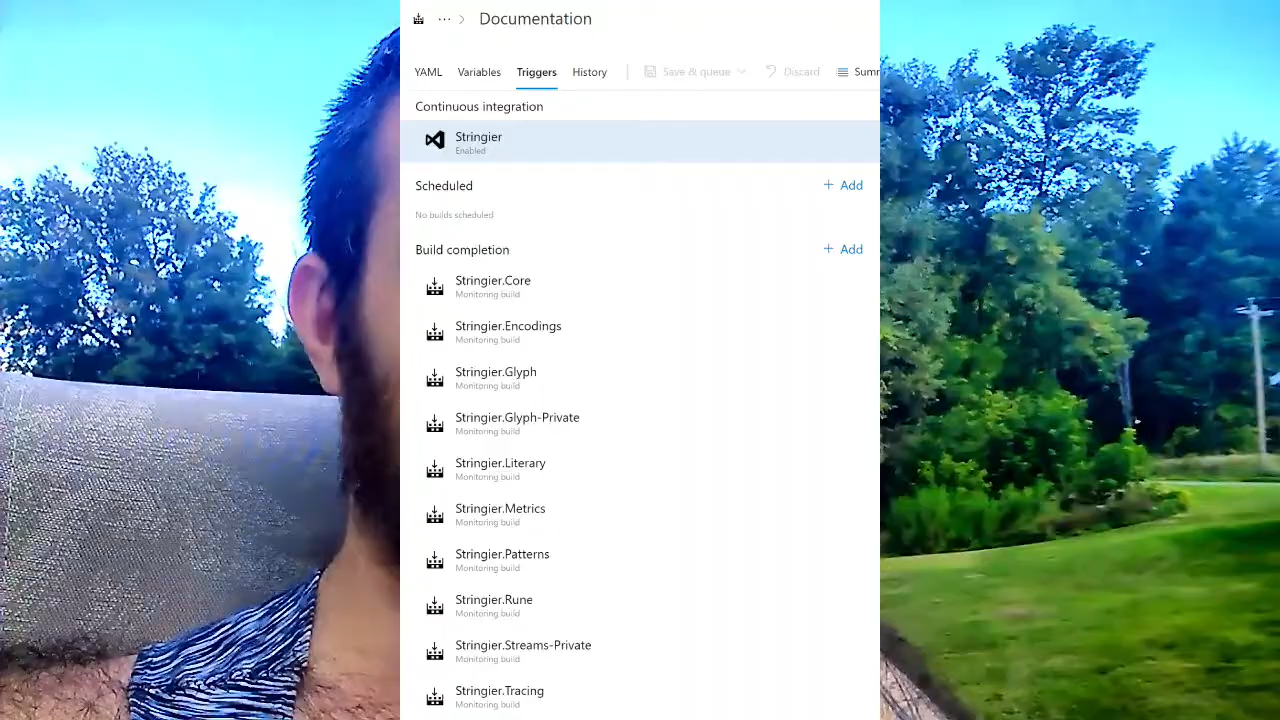 ... > Documentation
YAML Variables Triggers History Save & queue Discard Summ
Continuous integration
Stringier
Enabled
Scheduled + Add
No builds scheduled
Build completion + Add
Stringier.Core
Monitoring build
Stringier.Encodings
Monitoring build
Stringier.Glyph
Monitoring build
Stringier.Glyph-Private
Monitoring build
Stringier.Literary
Monitoring build
Stringier.Metrics
Monitoring build
Stringier.Patterns
Monitoring build
Stringier.Rune
Monitoring build
Stringier.Streams-Private
Monitoring build
Stringier.Tracing
Monitoring build